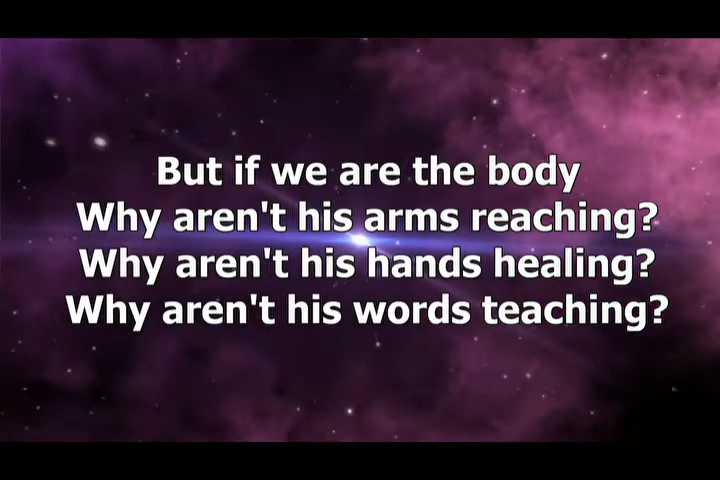 But if we are the body
Why aren't his arms reaching?
Why aren't his hands healing?
Why aren't his words teaching?